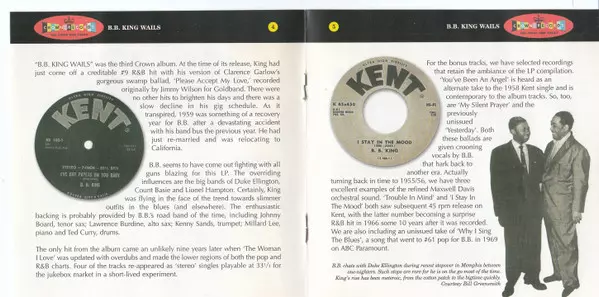 B.B. KING WAILS
4
"B.B. KING WAILS" was the third Crown album. At the time of its release, King had
just come off a creditable #9 R&B hit with his version of Clarence Garlow's
gorgeous swamp ballad, 'Please Accept My Love,' recorded
originally by Jimmy Wilson for Goldband. There were
no other hits to brighten his days and there was a
slow decline in his gig schedule. As it
transpired, 1959 was something of a recovery
year for B.B. after a devastating accident
with his band bus the previous year. He had
just re-married and was relocating to
California.
B.B. seems to have come out fighting with all
guns blazing for this LP. The overriding
influences are the big bands of Duke Ellington,
Count Basie and Lionel Hampton. Certainly, King
was flying in the face of the trend towards slimmer
outfits in the blues (and elsewhere). The enthusiastic
backing is probably provided by B.B.'s road band of the time, including Johnny
Board, tenor sax; Lawrence Burdine, alto sax; Kenny Sands, trumpet; Millard Lee,
piano and Ted Curry, drums.
The only hit from the album came an unlikely nine years later when 'The Woman
I Love' was updated with overdubs and made the lower regions of both the pop and
R&B charts. Four of the tracks re-appeared as 'stereo' singles playable at 33⅓ for
the jukebox market in a short-lived experiment.
KENT
I'VE GOT PAPERS ON YOU BABY
B. B. KING
5
B.B. KING WAILS
KENT
I STAY IN THE MOOD
B. B. KING
For the bonus tracks, we have selected recordings
that retain the ambiance of the LP compilation.
'You've Been An Angel' is heard as an
alternate take to the 1958 Kent single and is
contemporary to the album tracks. So, too,
are 'My Silent Prayer' and the
previously
unissued
'Yesterday'. Both
these ballads are
given crooning
vocals by B.B.
that hark back to
another era. Actually
turning back in time to 1955/56, we have three
excellent examples of the refined Maxwell Davis
orchestral sound. 'Trouble In Mind' and 'I Stay In
The Mood' both saw subsequent 45 rpm release on
Kent, with the latter number becoming a surprise
R&B hit in 1966 some 10 years after it was recorded.
We are also including an unissued take of 'Why I Sing
The Blues', a song that went to #61 pop for B.B. in 1969
on ABC Paramount.
B.B. chats with Duke Ellington during recent stopover in Memphis between
one-nighters. Such stops are rare for he is on the go most of the time.
King's rise has been meteoric, from the cotton patch to the bigtime quickly.
Courtesy Bill Greensmith